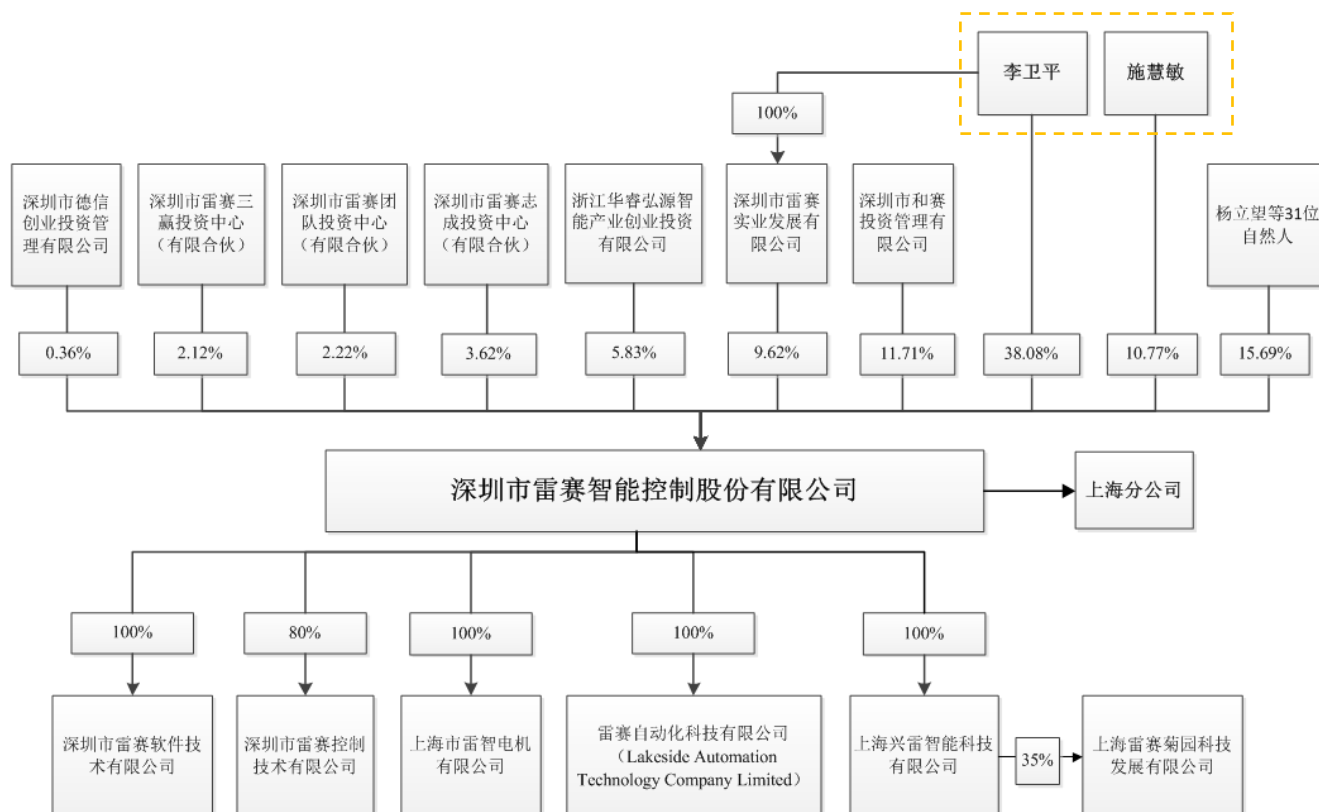 李卫平
施慧敏
100%
深圳市德信
创业投资管
理有限公司
深圳市雷赛三
赢投资中心
（有限合伙）
深圳市雷赛团
队投资中心
（有限合伙）
深圳市雷赛志
成投资中心
（有限合伙）
浙江华睿弘源智
能产业创业投资
有限公司
深圳市雷赛
实业发展有
限公司
深圳市和赛
投资管理有
限公司
杨立望等31位
自然人
0.36%
2.12%
2.22%
3.62%
5.83%
9.62%
11.71%
38.08%
10.77%
15.69%
深圳市雷赛智能控制股份有限公司
上海分公司
100%
80%
100%
100%
100%
深圳市雷赛软件技
术有限公司
深圳市雷赛控制
技术有限公司
上海市雷智电机
有限公司
雷赛自动化科技有限公司
（Lakeside Automation
Technology Company Limited）
上海兴雷智能科技
有限公司
35%
上海雷赛菊园科技
发展有限公司